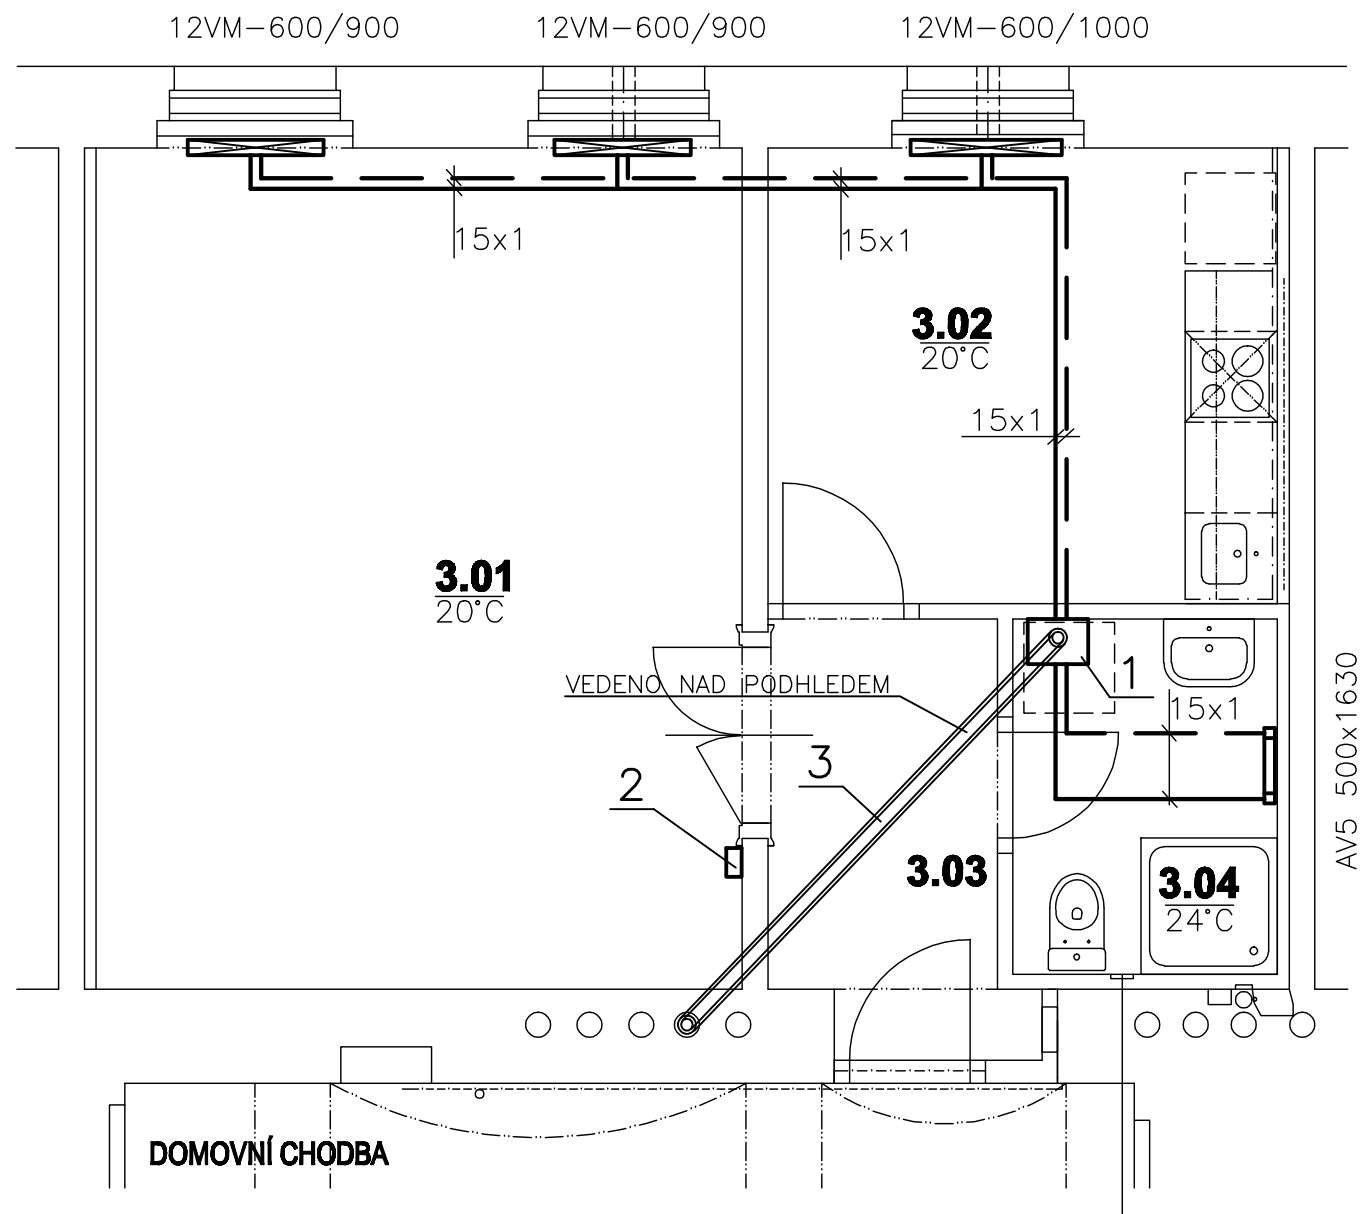 12VM-600/900
12VM-600/900
12VM-600/1000
15x1
15x1
3.02
20°C
15x1
3.01
20°C
VEDENO NAD PODHLEDEM
1
15x1
AV5 500x1630
3
2
3.03
3.04
24°C
DOMOVNÍ CHODBA